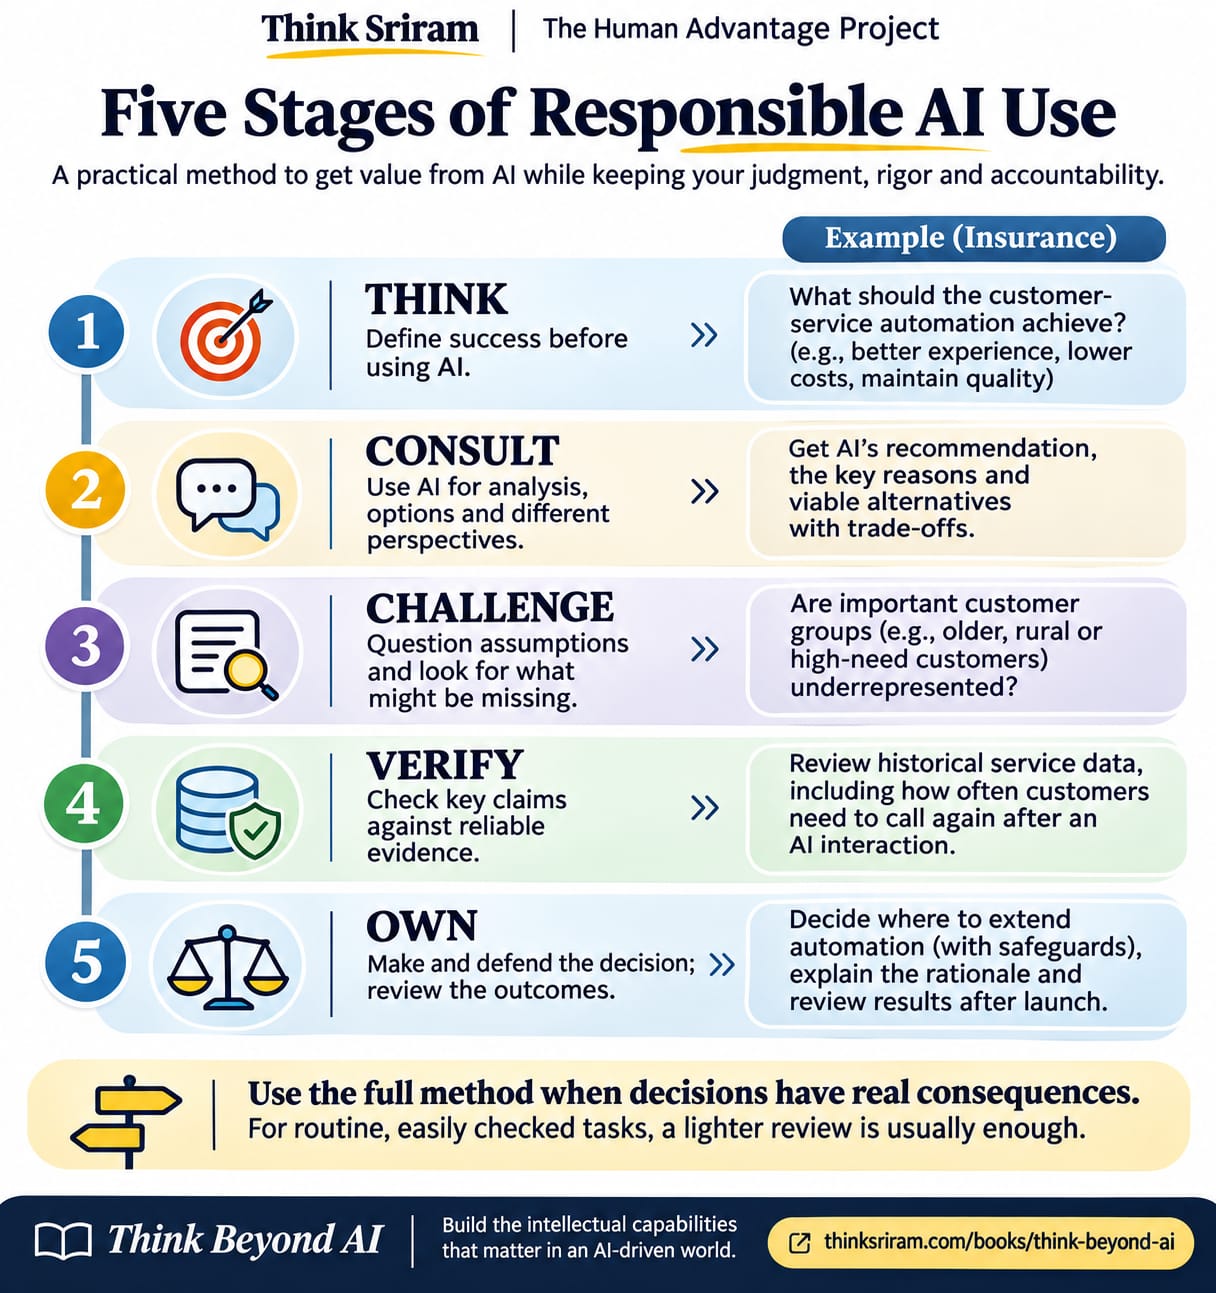 Think Sriram
The Human Advantage Project
Five Stages of Responsible AI Use
A practical method to get value from AI while keeping your judgment, rigor and accountability.
Example (Insurance)
1
THINK
Define success before
using AI.
What should the customer-
service automation achieve?
(e.g., better experience, lower
costs, maintain quality)
2
CONSULT
Use AI for analysis,
options and different
perspectives.
Get AI's recommendation,
the key reasons and
viable alternatives
with trade-offs.
3
CHALLENGE
Question assumptions
and look for what
might be missing.
Are important customer
groups (e.g., older, rural or
high-need customers)
underrepresented?
4
VERIFY
Check key claims
against reliable
evidence.
Review historical service data,
including how often customers
need to call again after an
AI interaction.
5
OWN
Make and defend the decision;
review the outcomes.
Decide where to extend
automation (with safeguards),
explain the rationale and
review results after launch.
Use the full method when decisions have real consequences.
For routine, easily checked tasks, a lighter review is usually enough.
Think Beyond AI
Build the intellectual capabilities
that matter in an AI-driven world.
thinksriram.com/books/think-beyond-ai